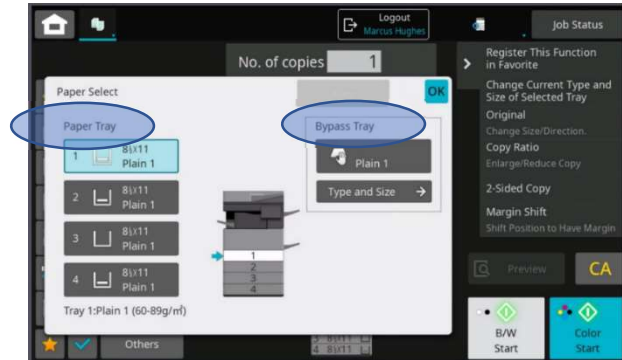 Logout
Marcus Hughes
Job Status
No. of copies 1
Register This Function
in Favorite
Paper Select
OK
Change Current Type and
Size of Selected Tray
Paper Tray
Bypass Tray
Original
Change Size/Direction.
1 8½X11
Plain 1
Plain 1
Copy Ratio
Enlarge/Reduce Copy
2 8½X11
Plain 1
Type and Size
2-Sided Copy
Margin Shift
Shift Position to Have Margin
3 8½X11
Plain 1
1
2
3
4
4 8½X11
Plain 1
Preview
CA
Tray 1:Plain 1 (60-89g/㎡)
Others
4 8½X11
B/W
Start
Color
Start